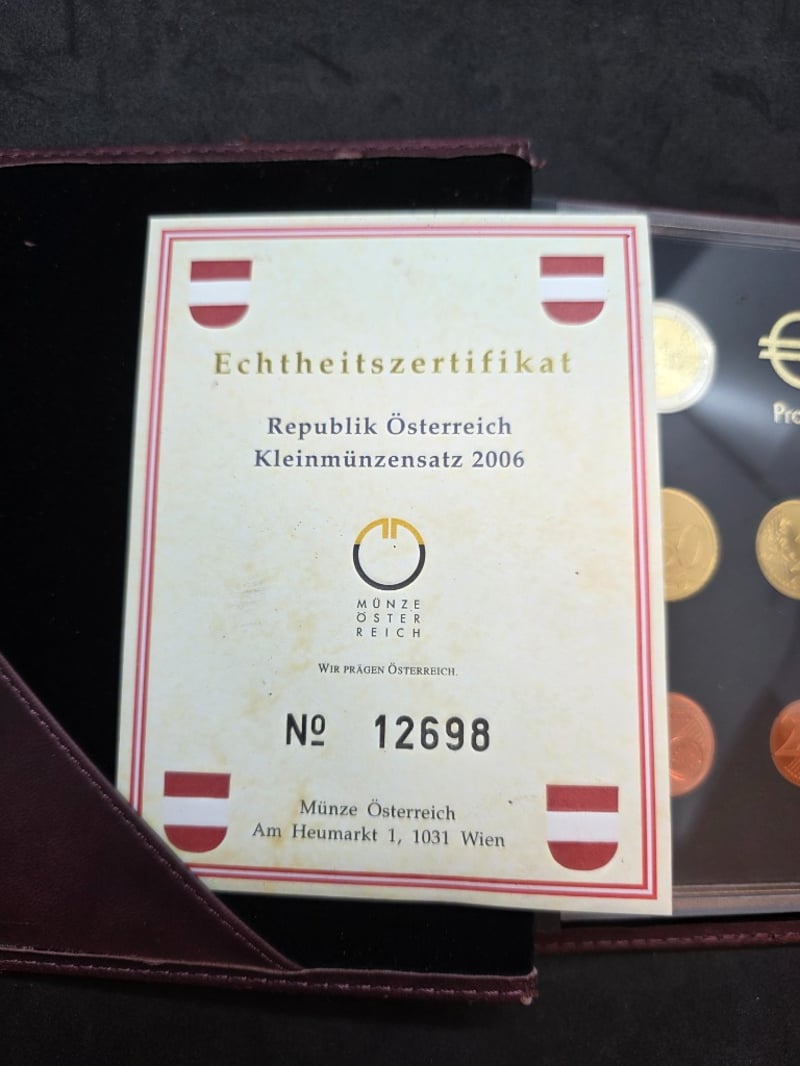 Echtheitszertifikat
Republik Österreich
Kleinmünzensatz 2006
MÜNZE
ÖSTER
REICH
WIR PRÄGEN ÖSTERREICH.
Nº 12698
Münze Österreich
Am Heumarkt 1, 1031 Wien